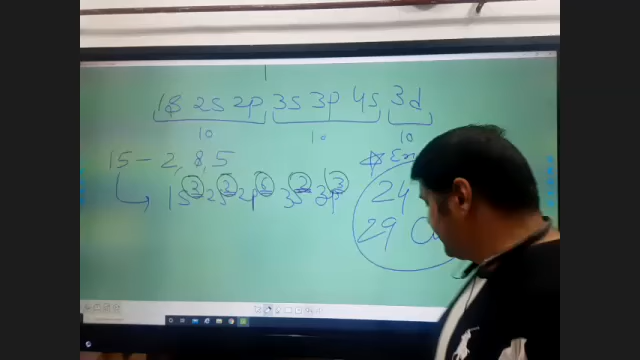 1s 2s 2p 3s 3p 4s 3d
10 10 10
15 - 2, 8, 5
1s² 2s² 2p⁶ 3s² 3p³
24
29